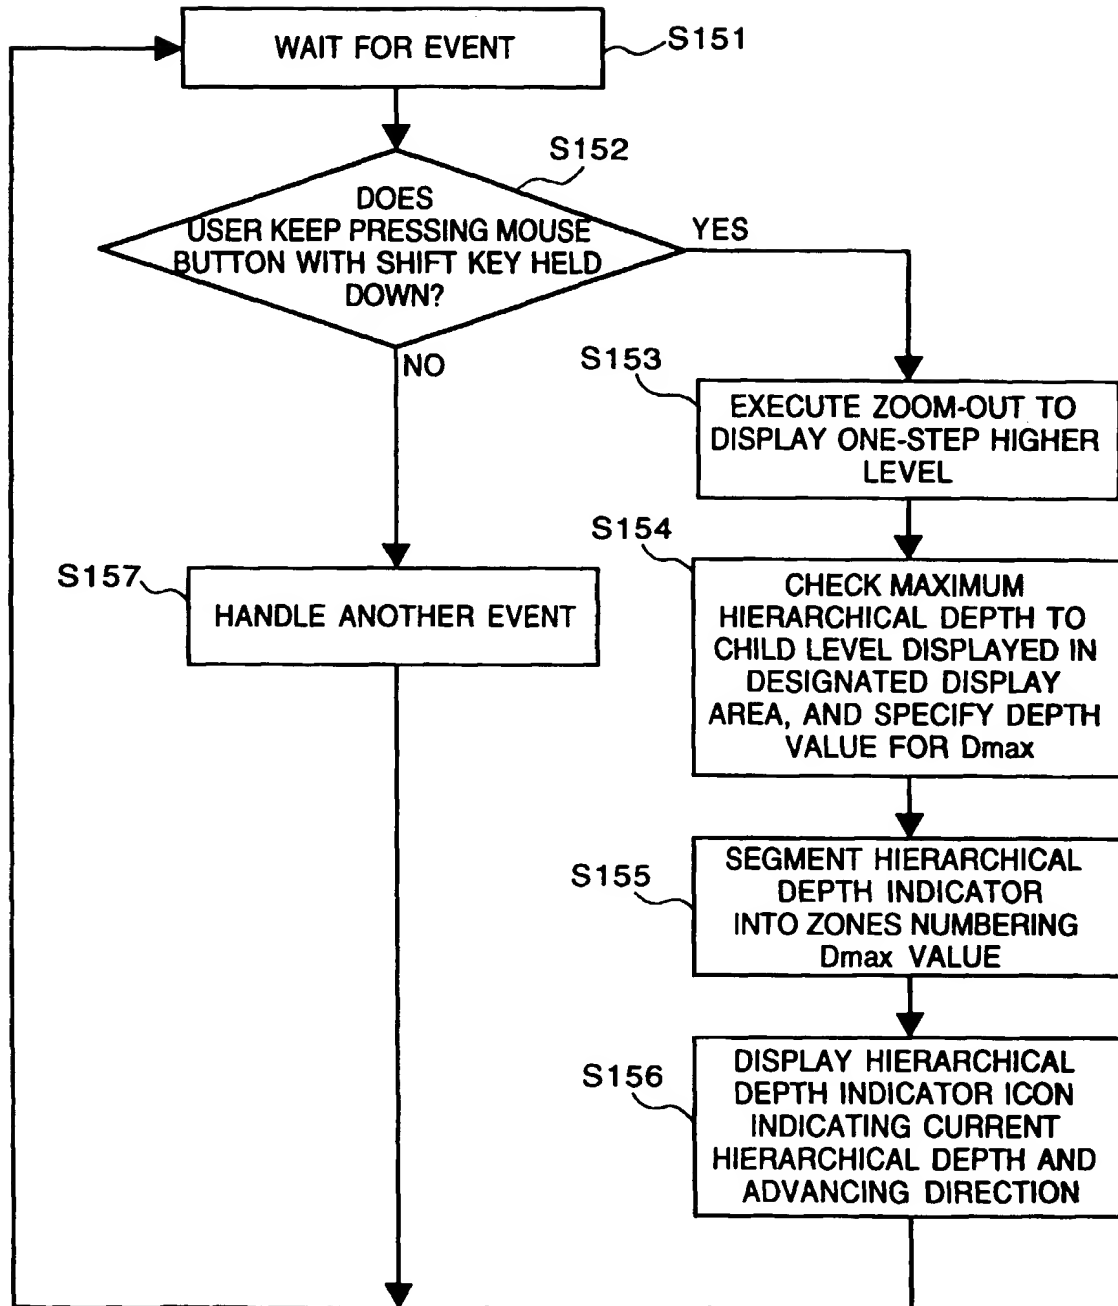 WAIT FOR EVENT
S151
S152
DOES
USER KEEP PRESSING MOUSE
BUTTON WITH SHIFT KEY HELD
DOWN?
YES
NO
S153
EXECUTE ZOOM-OUT TO
DISPLAY ONE-STEP HIGHER
LEVEL
S154
CHECK MAXIMUM
HIERARCHICAL DEPTH TO
CHILD LEVEL DISPLAYED IN
DESIGNATED DISPLAY
AREA, AND SPECIFY DEPTH
VALUE FOR Dmax
S157
HANDLE ANOTHER EVENT
S155
SEGMENT HIERARCHICAL
DEPTH INDICATOR
INTO ZONES NUMBERING
Dmax VALUE
S156
DISPLAY HIERARCHICAL
DEPTH INDICATOR ICON
INDICATING CURRENT
HIERARCHICAL DEPTH AND
ADVANCING DIRECTION